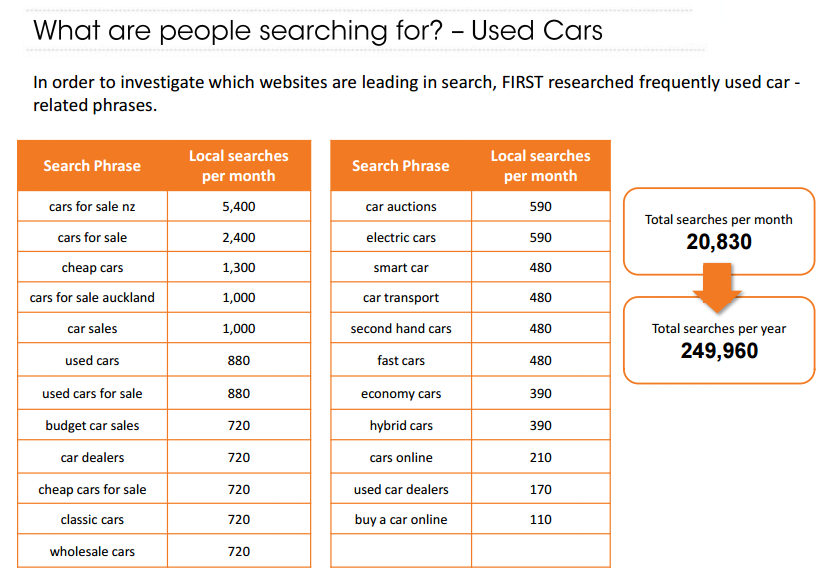 What are people searching for? – Used Cars
In order to investigate which websites are leading in search, FIRST researched frequently used car -
related phrases.
Search Phrase Local searches per month
cars for sale nz 5,400
cars for sale 2,400
cheap cars 1,300
cars for sale auckland 1,000
car sales 1,000
used cars 880
used cars for sale 880
budget car sales 720
car dealers 720
cheap cars for sale 720
classic cars 720
wholesale cars 720
Search Phrase Local searches per month
car auctions 590
electric cars 590
smart car 480
car transport 480
second hand cars 480
fast cars 480
economy cars 390
hybrid cars 390
cars online 210
used car dealers 170
buy a car online 110
Total searches per month
20,830
Total searches per year
249,960